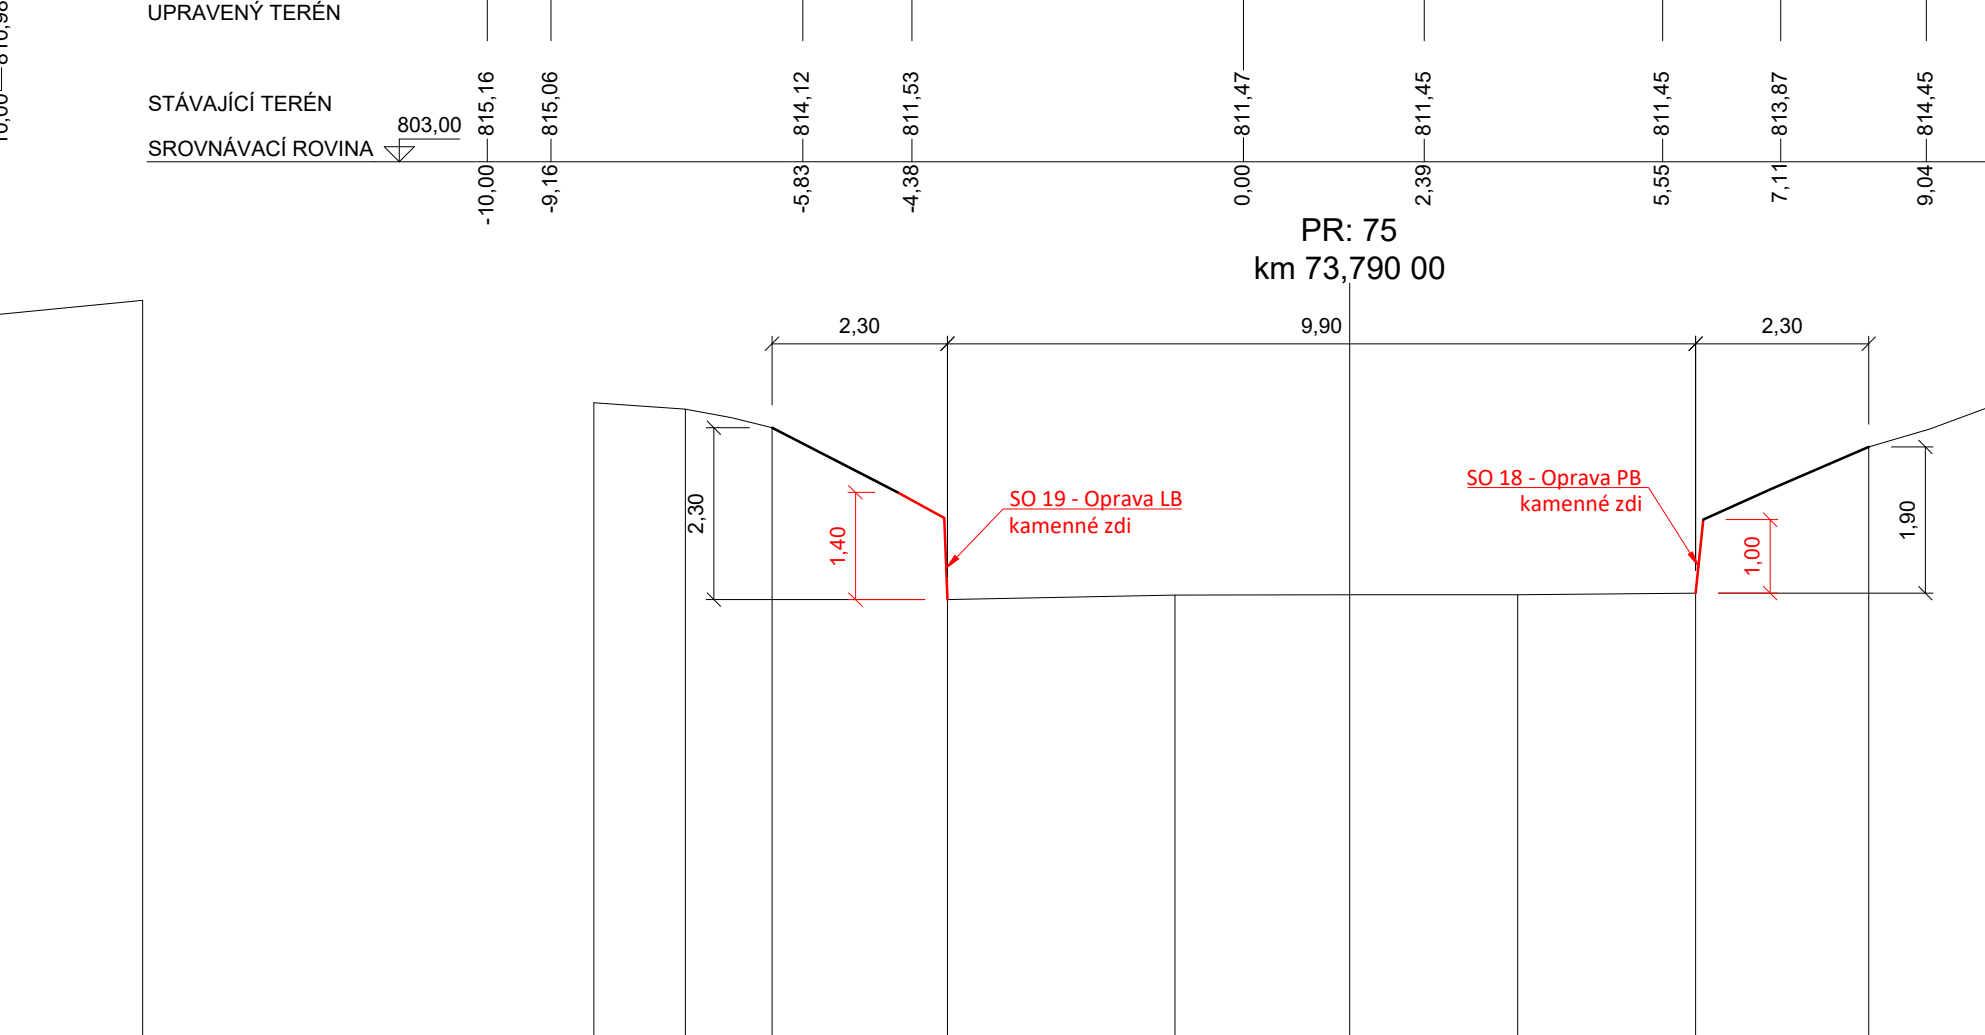 UPRAVENÝ TERÉN
STÁVAJÍCÍ TERÉN
SROVNÁVACÍ ROVINA
803,00
815,16
815,06
814,12
811,53
811,47
811,45
811,45
813,87
814,45
-10,00
-9,16
-5,83
-4,38
0,00
2,39
5,55
7,11
9,04
PR: 75
km 73,790 00
2,30
9,90
2,30
2,30
1,40
SO 19 - Oprava LB
kamenné zdi
SO 18 - Oprava PB
kamenné zdi
1,00
1,90